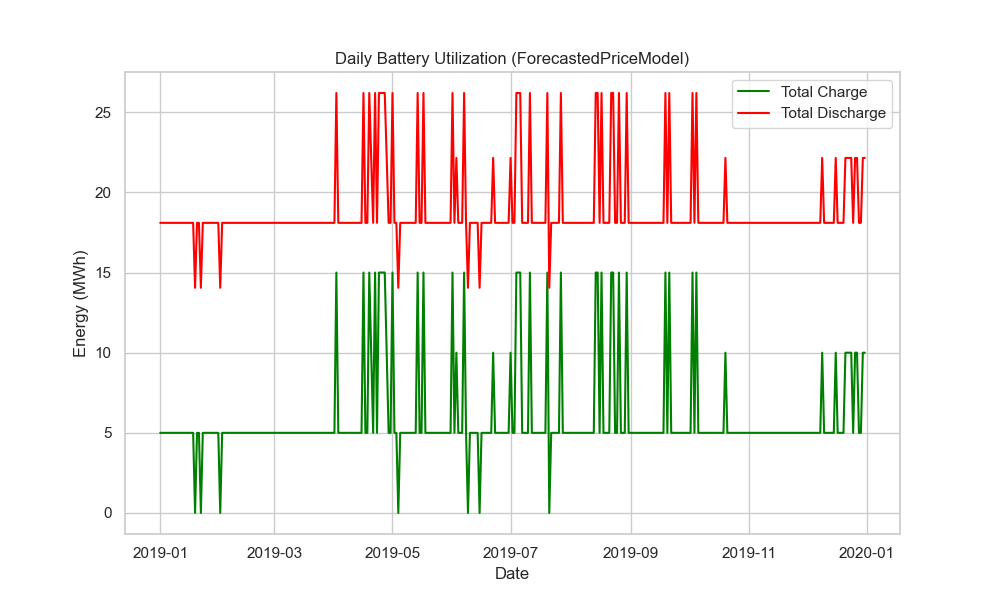 Daily Battery Utilization (ForecastedPriceModel)
Total Charge
Total Discharge
25
20
15
10
5
0
Energy (MWh)
2019-01 2019-03 2019-05 2019-07 2019-09 2019-11 2020-01
Date